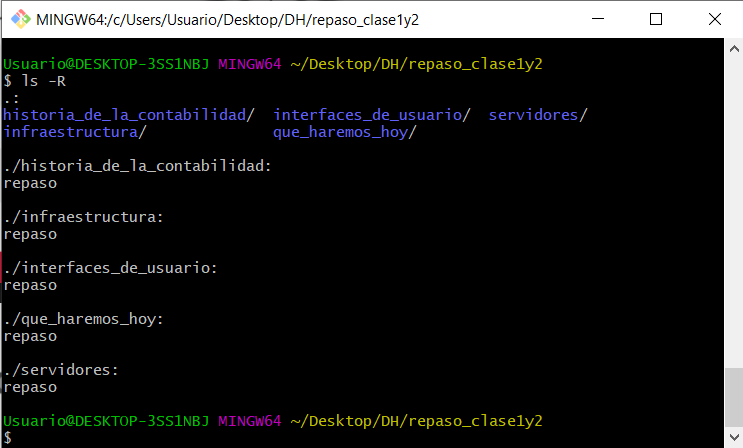 MINGW64:/c/Users/Usuario/Desktop/DH/repaso_clase1y2
Usuario@DESKTOP-3SS1NBJ MINGW64 ~/Desktop/DH/repaso_clase1y2
$ ls -R
.:
historia_de_la_contabilidad/  interfaces_de_usuario/  servidores/
infraestructura/              que_haremos_hoy/
./historia_de_la_contabilidad:
repaso
./infraestructura:
repaso
./interfaces_de_usuario:
repaso
./que_haremos_hoy:
repaso
./servidores:
repaso
Usuario@DESKTOP-3SS1NBJ MINGW64 ~/Desktop/DH/repaso_clase1y2
$